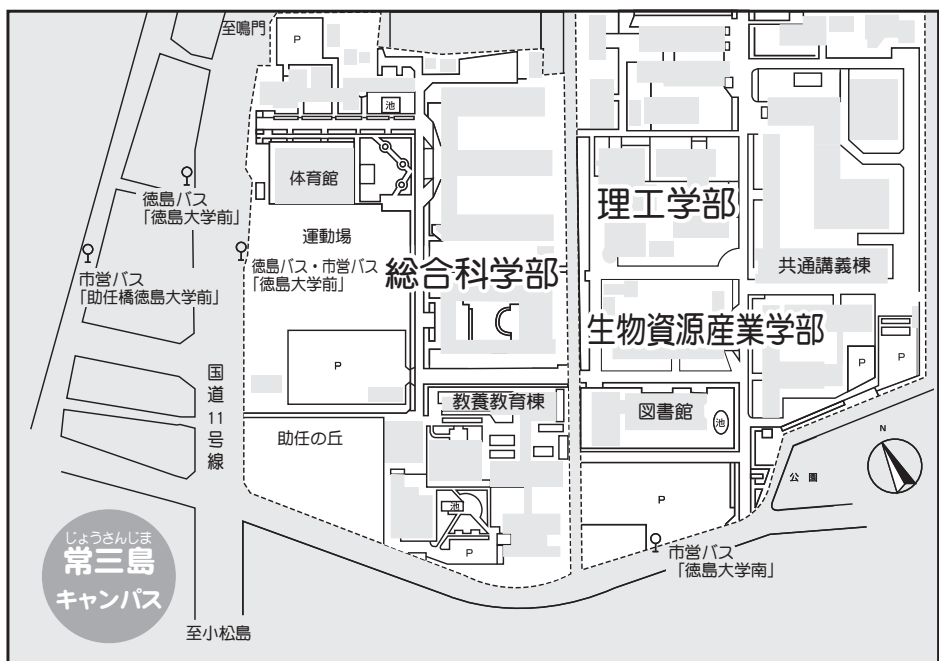 至鳴門
P
池
体育館
徳島バス
「徳島大学前」
運動場
理工学部
市営バス
「助任橋徳島大学前」
徳島バス・市営バス
「徳島大学前」
総合科学部
共通講義棟
生物資源産業学部
P
P
P
国道11号線
教養教育棟
図書館
池
助任の丘
N
公園
池
P
P
じょうさんじま
常三島
キャンパス
市営バス
「徳島大学南」
至小松島